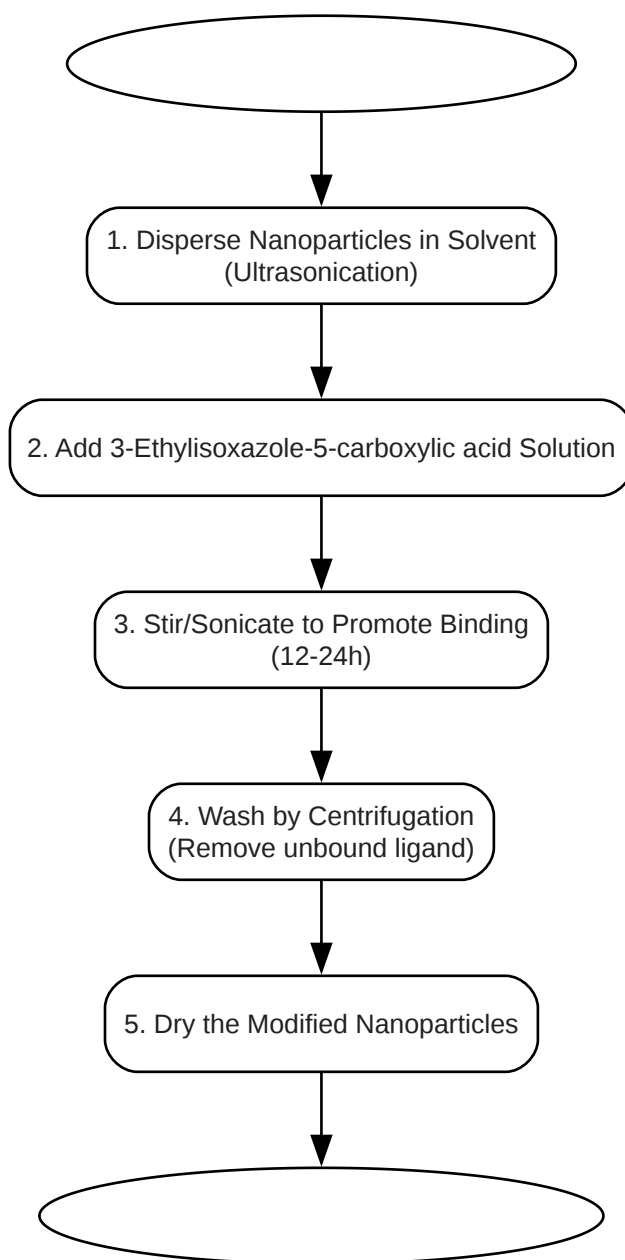 1. Disperse Nanoparticles in Solvent
(Ultrasonication)
2. Add 3-Ethylisoxazole-5-carboxylic acid Solution
3. Stir/Sonicate to Promote Binding
(12-24h)
4. Wash by Centrifugation
(Remove unbound ligand)
5. Dry the Modified Nanoparticles